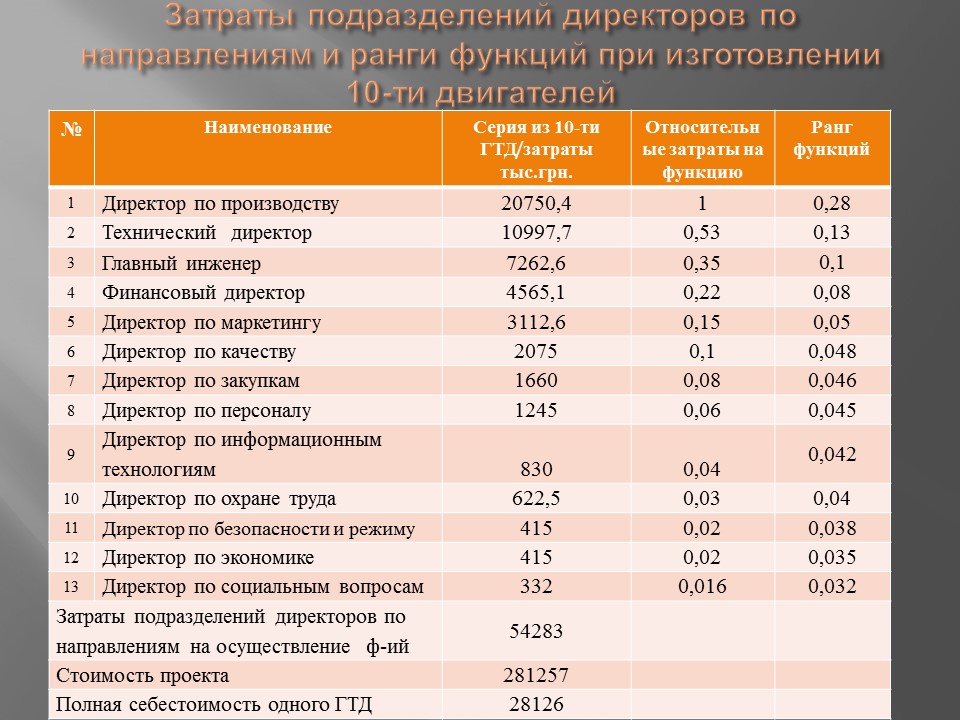 Затраты подразделений директоров по
направлениям и ранги функций при изготовлении
10-ти двигателей
№ Наименование Серия из 10-ти ГТД/затраты тыс.грн. Относительн ые затраты на функцию Ранг функций
1 Директор по производству 20750,4 1 0,28
2 Технический директор 10997,7 0,53 0,13
3 Главный инженер 7262,6 0,35 0,1
4 Финансовый директор 4565,1 0,22 0,08
5 Директор по маркетингу 3112,6 0,15 0,05
6 Директор по качеству 2075 0,1 0,048
7 Директор по закупкам 1660 0,08 0,046
8 Директор по персоналу 1245 0,06 0,045
9 Директор по информационным
технологиям 830 0,04 0,042
10 Директор по охране труда 622,5 0,03 0,04
11 Директор по безопасности и режиму 415 0,02 0,038
12 Директор по экономике 415 0,02 0,035
13 Директор по социальным вопросам 332 0,016 0,032
Затраты подразделений директоров по
направлениям на осуществление ф-ий 54283
Стоимость проекта 281257
Полная себестоимость одного ГТД 28126